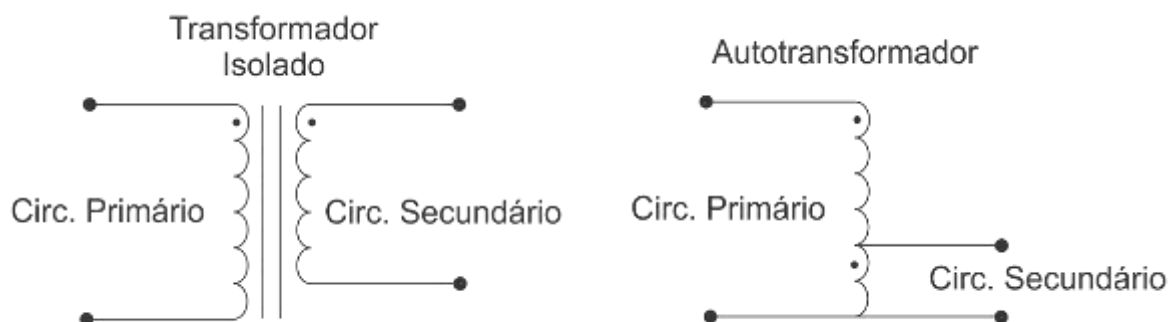 Transformador
Isolado
Circ. Primário
Circ. Secundário
Autotransformador
Circ. Primário
Circ. Secundário